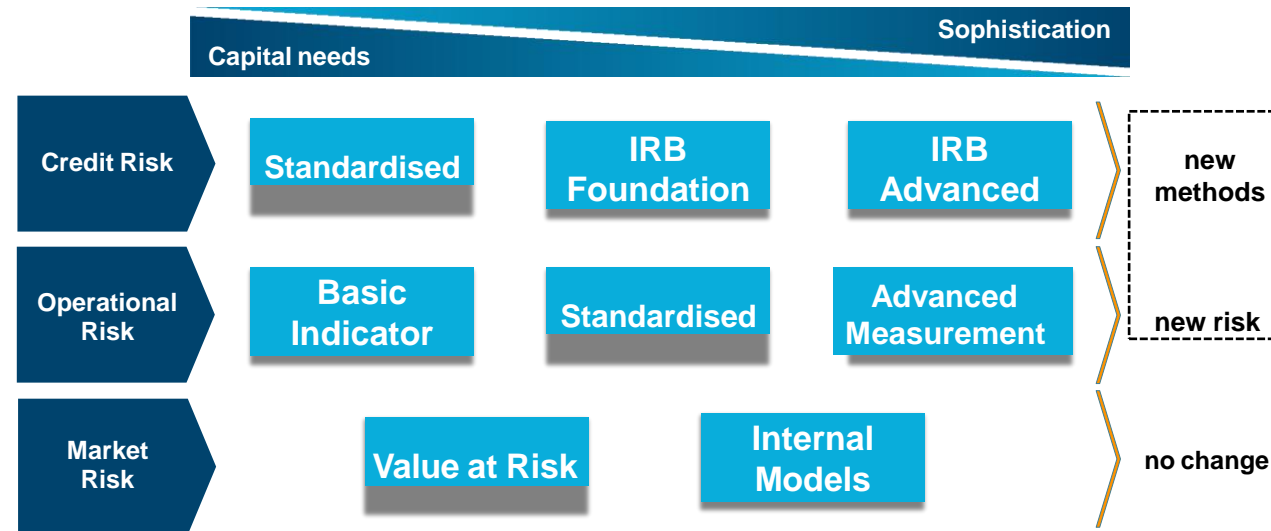 Sophistication
Capital needs
Credit Risk
Standardised
IRB
Foundation
IRB
Advanced
new
methods
Operational
Risk
Basic
Indicator
Standardised
Advanced
Measurement
new risk
Market
Risk
Value at Risk
Internal
Models
no change